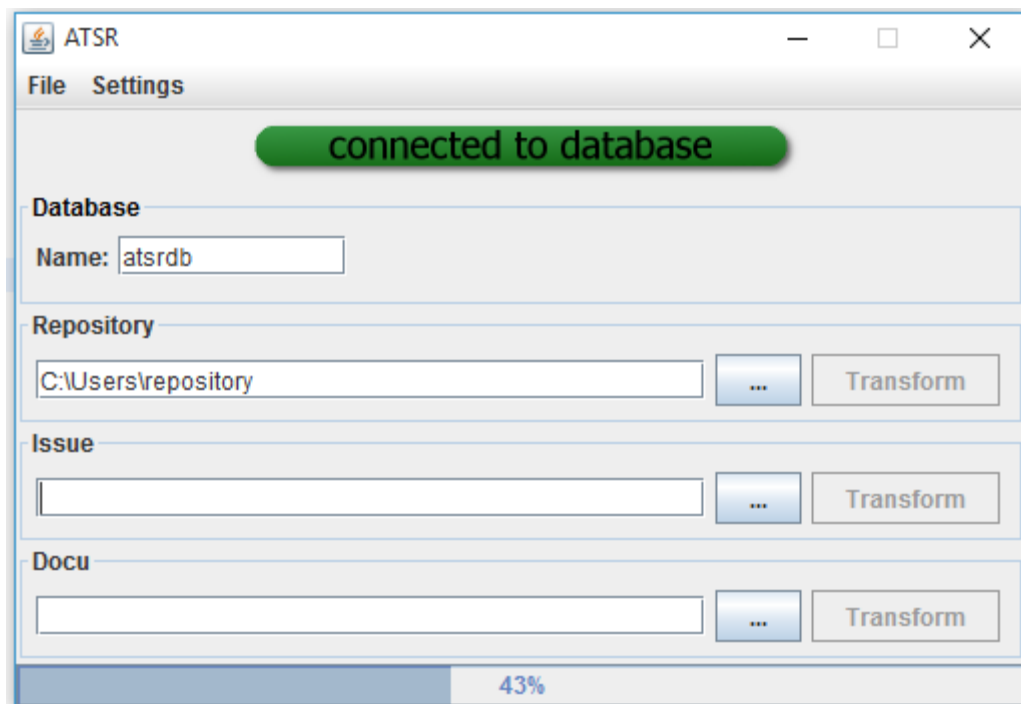 ATSR
File Settings
connected to database
Database
Name: atsrdb
Repository
C:\Users\repository ... Transform
Issue
... Transform
Docu
... Transform
43%